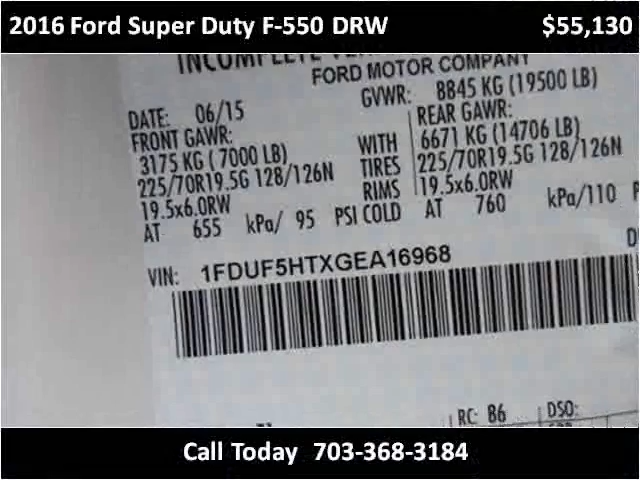 2016 Ford Super Duty F-550 DRW $55,130
INCOMPLETE
FORD MOTOR COMPANY
DATE: 06/15 GVWR: 8845 KG (19500 LB)
FRONT GAWR: REAR GAWR:
3175 KG ( 7000 LB) WITH 6671 KG (14706 LB)
225/70R19.5G 128/126N TIRES 225/70R19.5G 128/126N
19.5x6.0RW RIMS 19.5x6.0RW
AT 655 kPa/ 95 PSI COLD AT 760 kPa/110
VIN: 1FDUF5HTXGEA16968
RC: 86 DSO:
Call Today 703-368-3184